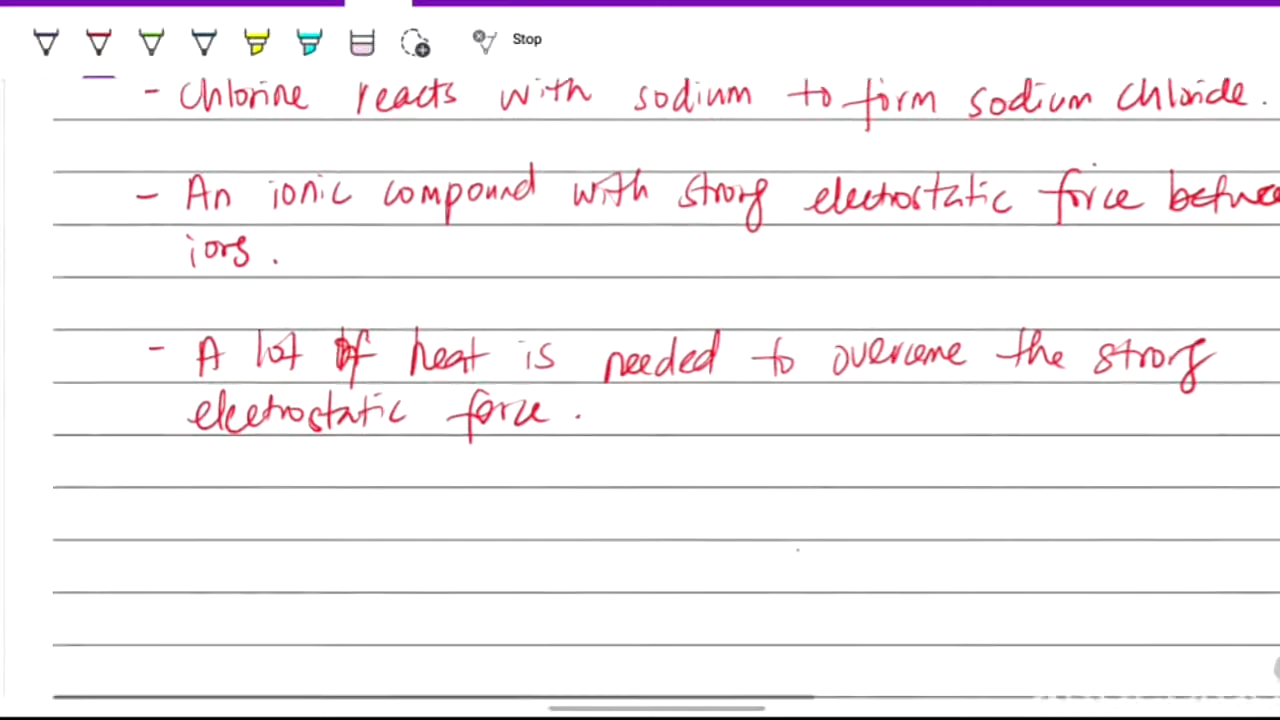 Stop
- Chlorine reacts with sodium to form sodium chloride.
- An ionic compound with strong electrostatic force
ions.
- A lot of heat is needed to overcome the strong
electrostatic force.